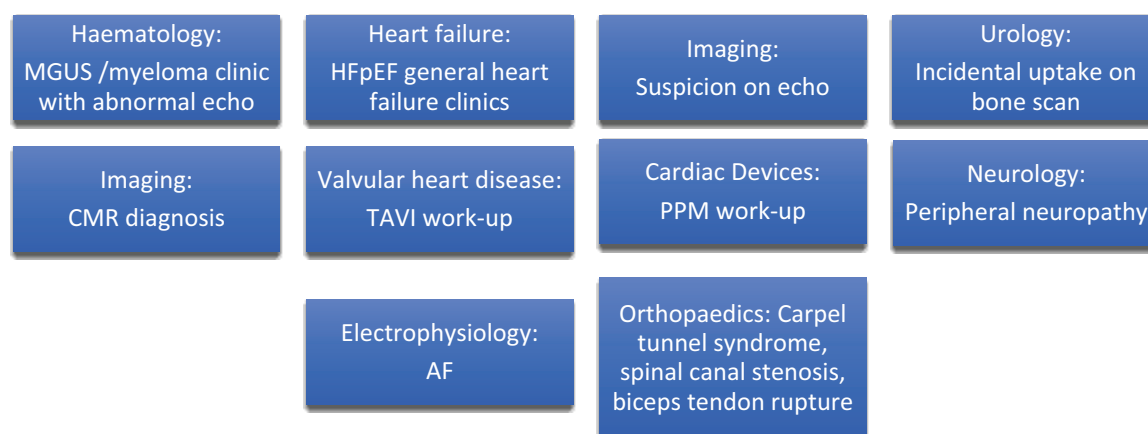 Haematology:
MGUS /myeloma clinic
with abnormal echo
Heart failure:
HFpEF general heart
failure clinics
Imaging:
Suspicion on echo
Urology:
Incidental uptake on
bone scan
Imaging:
CMR diagnosis
Valvular heart disease:
TAVI work-up
Cardiac Devices:
PPM work-up
Neurology:
Peripheral neuropathy
Electrophysiology:
AF
Orthopaedics: Carpel
tunnel syndrome,
spinal canal stenosis,
biceps tendon rupture